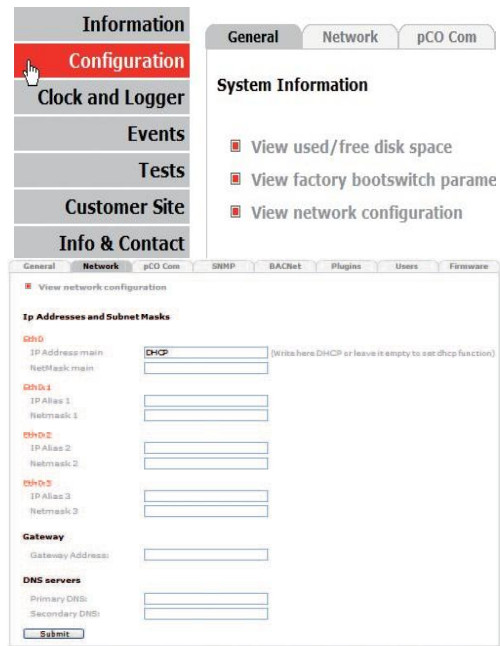 Information
Configuration
Clock and Logger
Events
Tests
Customer Site
Info & Contact
General Network pCO Com
System Information
View used/free disk space
View factory bootswitch parame
View network configuration
General Network pCO Com SNMP BACNet Plugins Users Firmware
View network configuration
Ip Addresses and Subnet Masks
Eth0
IP Address main DHCP (Write here DHCP or leave it empty to set dhcp function)
NetMask main
Eth0:1
IP Alias 1
Netmask 1
Eth0:2
IP Alias 2
Netmask 2
Eth0:3
IP Alias 3
Netmask 3
Gateway
Gateway Address:
DNS servers
Primary DNS:
Secondary DNS:
Submit